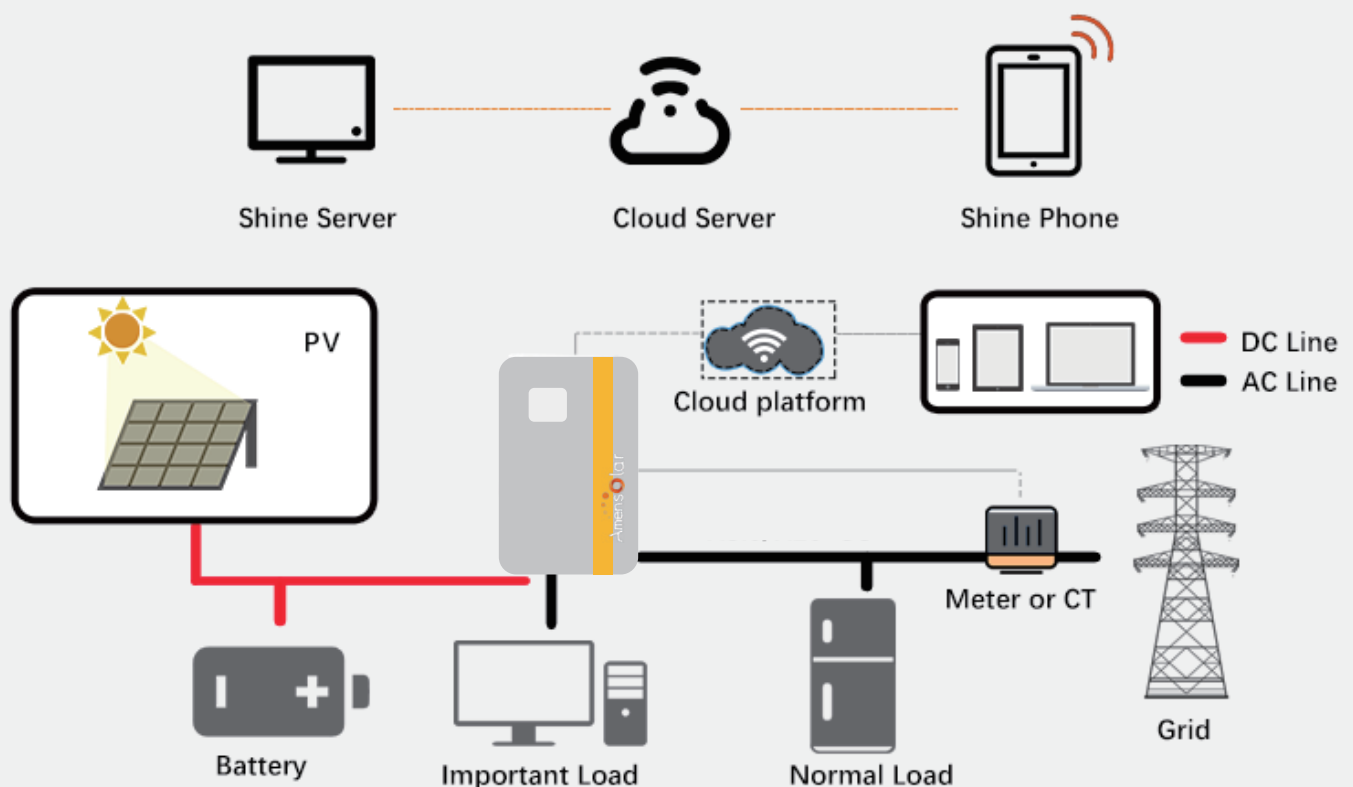 Shine Server
Cloud Server
Shine Phone
PV
Cloud platform
DC Line
AC Line
Amensolar
Meter or CT
Grid
Battery
Important Load
Normal Load